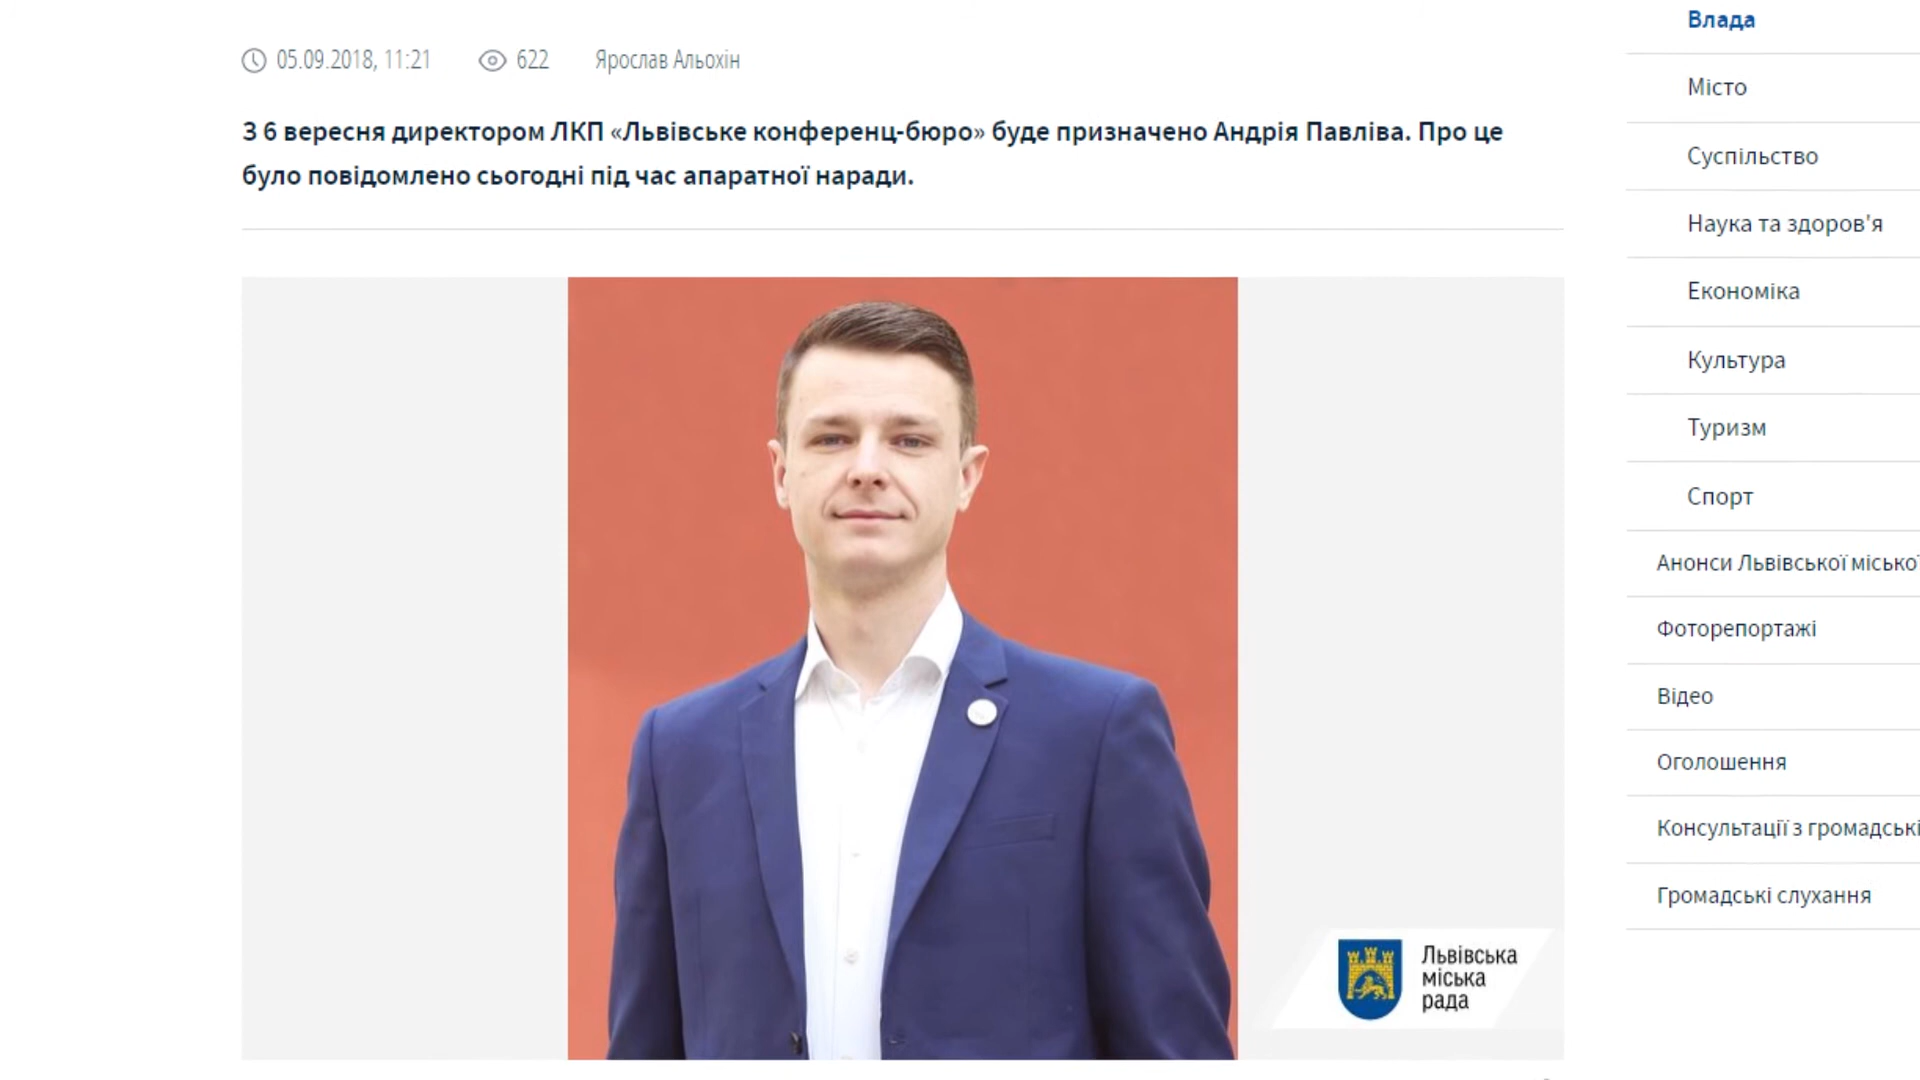 05.09.2018, 11:21 622 Ярослав Альохін
З 6 вересня директором ЛКП «Львівське конференц-бюро» буде призначено Андрія Павліва. Про це
було повідомлено сьогодні під час апаратної наради.
Львівська
міська
рада
Влада
Місто
Суспільство
Наука та здоров'я
Економіка
Культура
Туризм
Спорт
Анонси Львівської місько
Фоторепортажі
Відео
Оголошення
Консультації з громадські
Громадські слухання